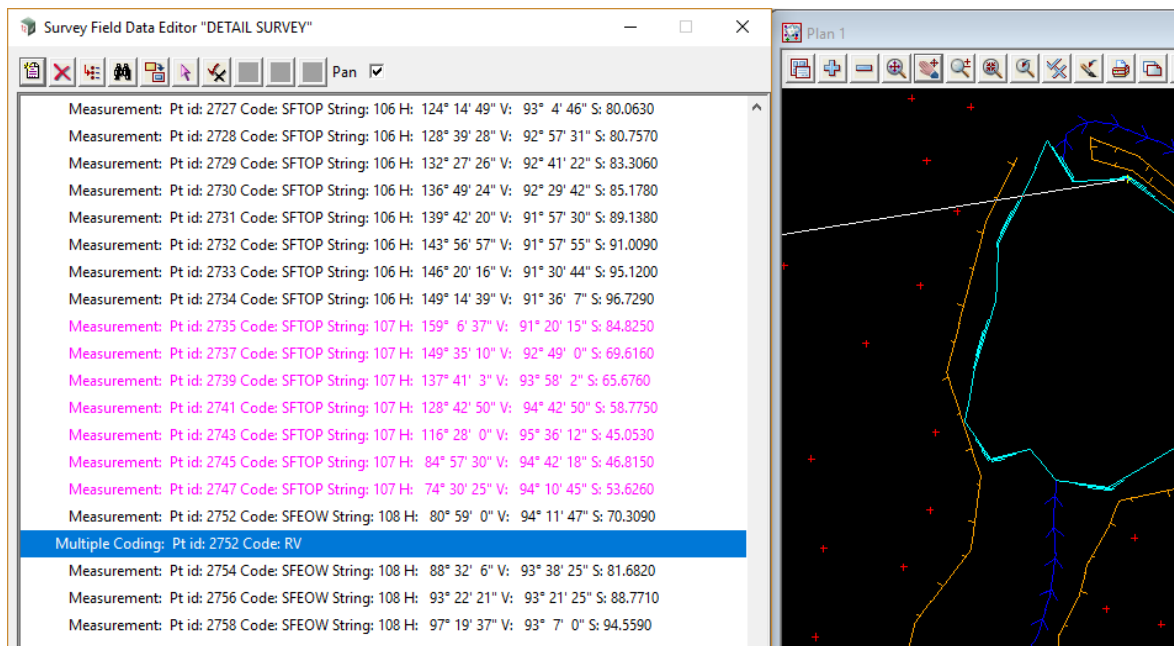 Survey Field Data Editor "DETAIL SURVEY"
Plan 1
Pan
Measurement: Pt id: 2727 Code: SFTOP String: 106 H: 124° 14' 49" V: 93° 4' 46" S: 80.0630
Measurement: Pt id: 2728 Code: SFTOP String: 106 H: 128° 39' 28" V: 92° 57' 31" S: 80.7570
Measurement: Pt id: 2729 Code: SFTOP String: 106 H: 132° 27' 26" V: 92° 41' 22" S: 83.3060
Measurement: Pt id: 2730 Code: SFTOP String: 106 H: 136° 49' 24" V: 92° 29' 42" S: 85.1780
Measurement: Pt id: 2731 Code: SFTOP String: 106 H: 139° 42' 20" V: 91° 57' 30" S: 89.1380
Measurement: Pt id: 2732 Code: SFTOP String: 106 H: 143° 56' 57" V: 91° 57' 55" S: 91.0090
Measurement: Pt id: 2733 Code: SFTOP String: 106 H: 146° 20' 16" V: 91° 30' 44" S: 95.1200
Measurement: Pt id: 2734 Code: SFTOP String: 106 H: 149° 14' 39" V: 91° 36' 7" S: 96.7290
Measurement: Pt id: 2735 Code: SFTOP String: 107 H: 159° 6' 37" V: 91° 20' 15" S: 84.8250
Measurement: Pt id: 2737 Code: SFTOP String: 107 H: 149° 35' 10" V: 92° 49' 0" S: 69.6160
Measurement: Pt id: 2739 Code: SFTOP String: 107 H: 137° 41' 3" V: 93° 58' 2" S: 65.6760
Measurement: Pt id: 2741 Code: SFTOP String: 107 H: 128° 42' 50" V: 94° 42' 50" S: 58.7750
Measurement: Pt id: 2743 Code: SFTOP String: 107 H: 116° 28' 0" V: 95° 36' 12" S: 45.0530
Measurement: Pt id: 2745 Code: SFTOP String: 107 H: 84° 57' 30" V: 94° 42' 18" S: 46.8150
Measurement: Pt id: 2747 Code: SFTOP String: 107 H: 74° 30' 25" V: 94° 10' 45" S: 53.6260
Measurement: Pt id: 2752 Code: SFEOW String: 108 H: 80° 59' 0" V: 94° 11' 47" S: 70.3090
Multiple Coding: Pt id: 2752 Code: RV
Measurement: Pt id: 2754 Code: SFEOW String: 108 H: 88° 32' 6" V: 93° 38' 25" S: 81.6820
Measurement: Pt id: 2756 Code: SFEOW String: 108 H: 93° 22' 21" V: 93° 21' 25" S: 88.7710
Measurement: Pt id: 2758 Code: SFEOW String: 108 H: 97° 19' 37" V: 93° 7' 0" S: 94.5590